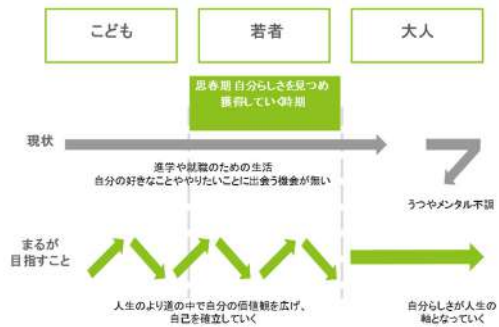 こども
若者
大人
思春期 自分らしさを見つめ
獲得していく時期
現状
進学や就職のための生活
自分の好きなことややりたいことに出会う機会が無い
うつやメンタル不調
まるが
目指すこと
人生のより道の中で自分の価値観を広げ、
自己を確立していく
自分らしさが人生の
軸となっていく